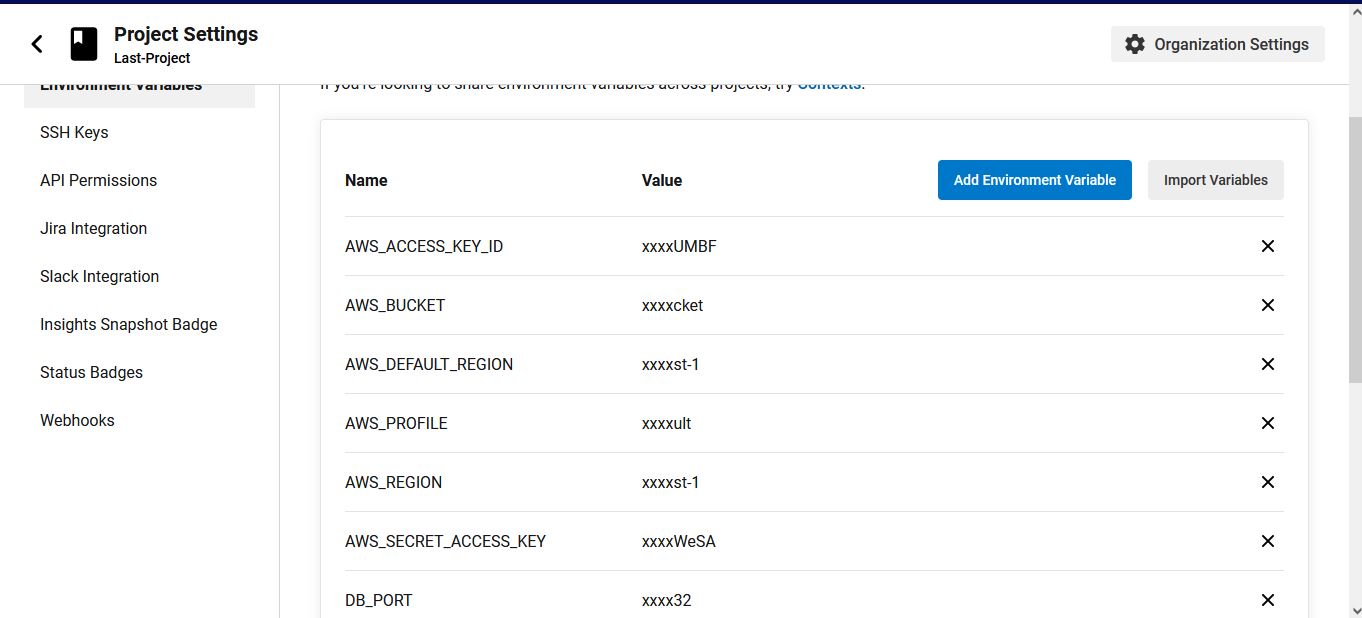 Project Settings
Last-Project
Organization Settings
Environment Variables
SSH Keys
API Permissions
Jira Integration
Slack Integration
Insights Snapshot Badge
Status Badges
Webhooks
If you're looking to share environment variables across projects, try Contexts.
Name Value Add Environment Variable Import Variables
AWS_ACCESS_KEY_ID xxxxUMBF
AWS_BUCKET xxxxcket
AWS_DEFAULT_REGION xxxxst-1
AWS_PROFILE xxxxult
AWS_REGION xxxxst-1
AWS_SECRET_ACCESS_KEY xxxxWeSA
DB_PORT xxxx32